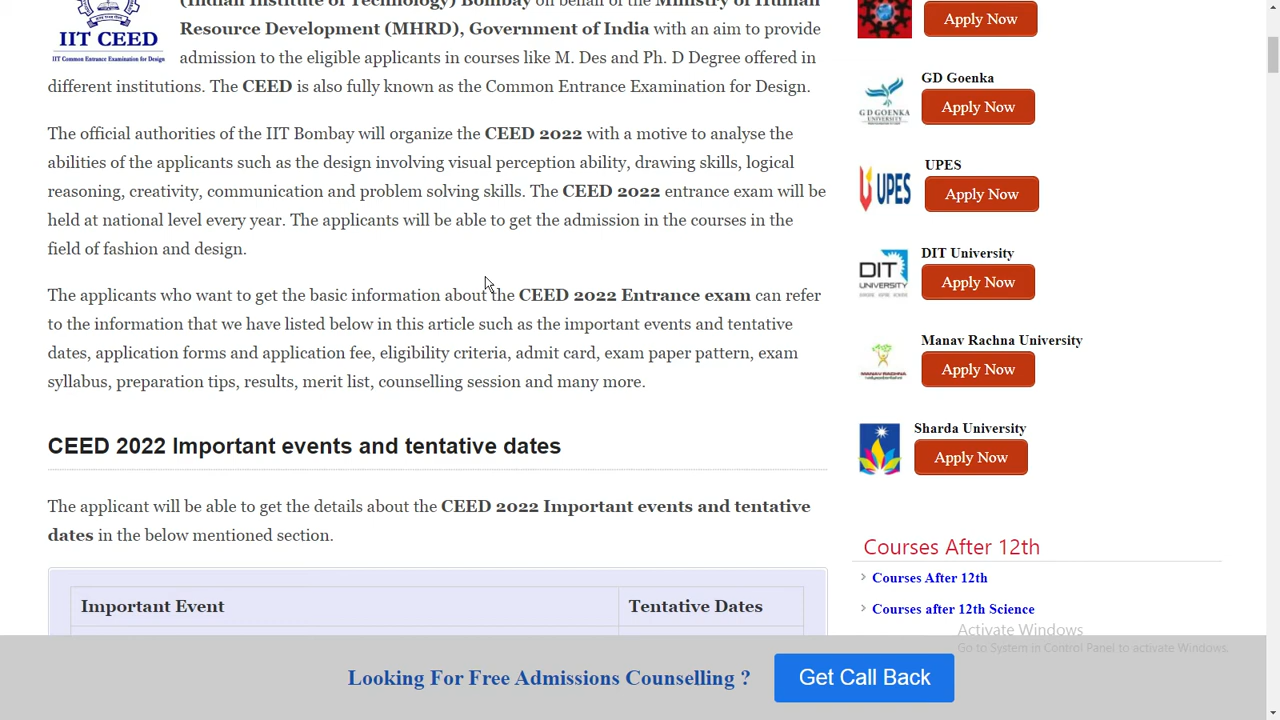 (Indian Institute of Technology) Bombay on behalf of the Ministry of Human
Resource Development (MHRD), Government of India with an aim to provide
admission to the eligible applicants in courses like M. Des and Ph. D Degree offered in
different institutions. The CEED is also fully known as the Common Entrance Examination for Design.
IIT CEED
IIT Common Entrance Examination for Design
The official authorities of the IIT Bombay will organize the CEED 2022 with a motive to analyse the
abilities of the applicants such as the design involving visual perception ability, drawing skills, logical
reasoning, creativity, communication and problem solving skills. The CEED 2022 entrance exam will be
held at national level every year. The applicants will be able to get the admission in the courses in the
field of fashion and design.
The applicants who want to get the basic information about the CEED 2022 Entrance exam can refer
to the information that we have listed below in this article such as the important events and tentative
dates, application forms and application fee, eligibility criteria, admit card, exam paper pattern, exam
syllabus, preparation tips, results, merit list, counselling session and many more.
CEED 2022 Important events and tentative dates
The applicant will be able to get the details about the CEED 2022 Important events and tentative
dates in the below mentioned section.
Important Event
Tentative Dates
Apply Now
GD Goenka
G D GOENKA
UNIVERSITY
Apply Now
UPES
UPES
Apply Now
DIT University
DIT
UNIVERSITY
Apply Now
Manav Rachna University
MANAV RACHNA
Apply Now
Sharda University
Apply Now
Courses After 12th
Courses After 12th
Courses after 12th Science
Activate Windows
Go to System in Control Panel to activate Windows.
Looking For Free Admissions Counselling ?
Get Call Back